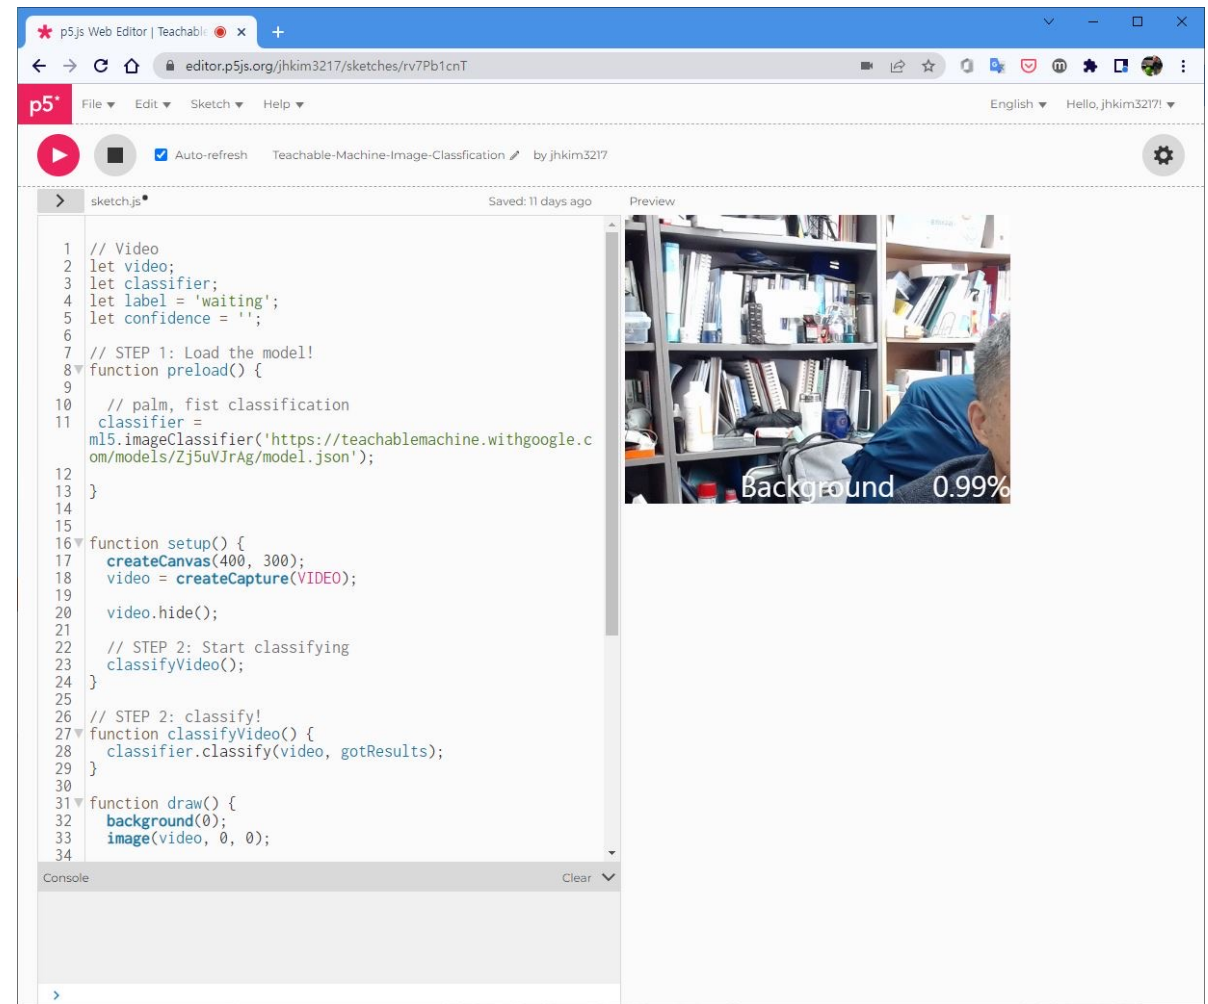 p5.js Web Editor | Teachable
editor.p5js.org/jhkim3217/sketches/rv7Pb1cnT
p5* File Edit Sketch Help English Hello, jhkim3217!
Auto-refresh Teachable-Machine-Image-Classfication by jhkim3217
sketch.js Saved: 11 days ago Preview
1 // Video
2 let video;
3 let classifier;
4 let label = 'waiting';
5 let confidence = '';
6
7 // STEP 1: Load the model!
8 function preload() {
9
10 // palm, fist classification
11 classifier =
ml5.imageClassifier('https://teachablemachine.withgoogle.c
om/models/Zj5uVJrAg/model.json');
12
13 }
14
15
16 function setup() {
17 createCanvas(400, 300);
18 video = createCapture(VIDEO);
19
20 video.hide();
21
22 // STEP 2: Start classifying
23 classifyVideo();
24 }
25
26 // STEP 2: classify!
27 function classifyVideo() {
28 classifier.classify(video, gotResults);
29 }
30
31 function draw() {
32 background(0);
33 image(video, 0, 0);
34
Background 0.99%
Console Clear